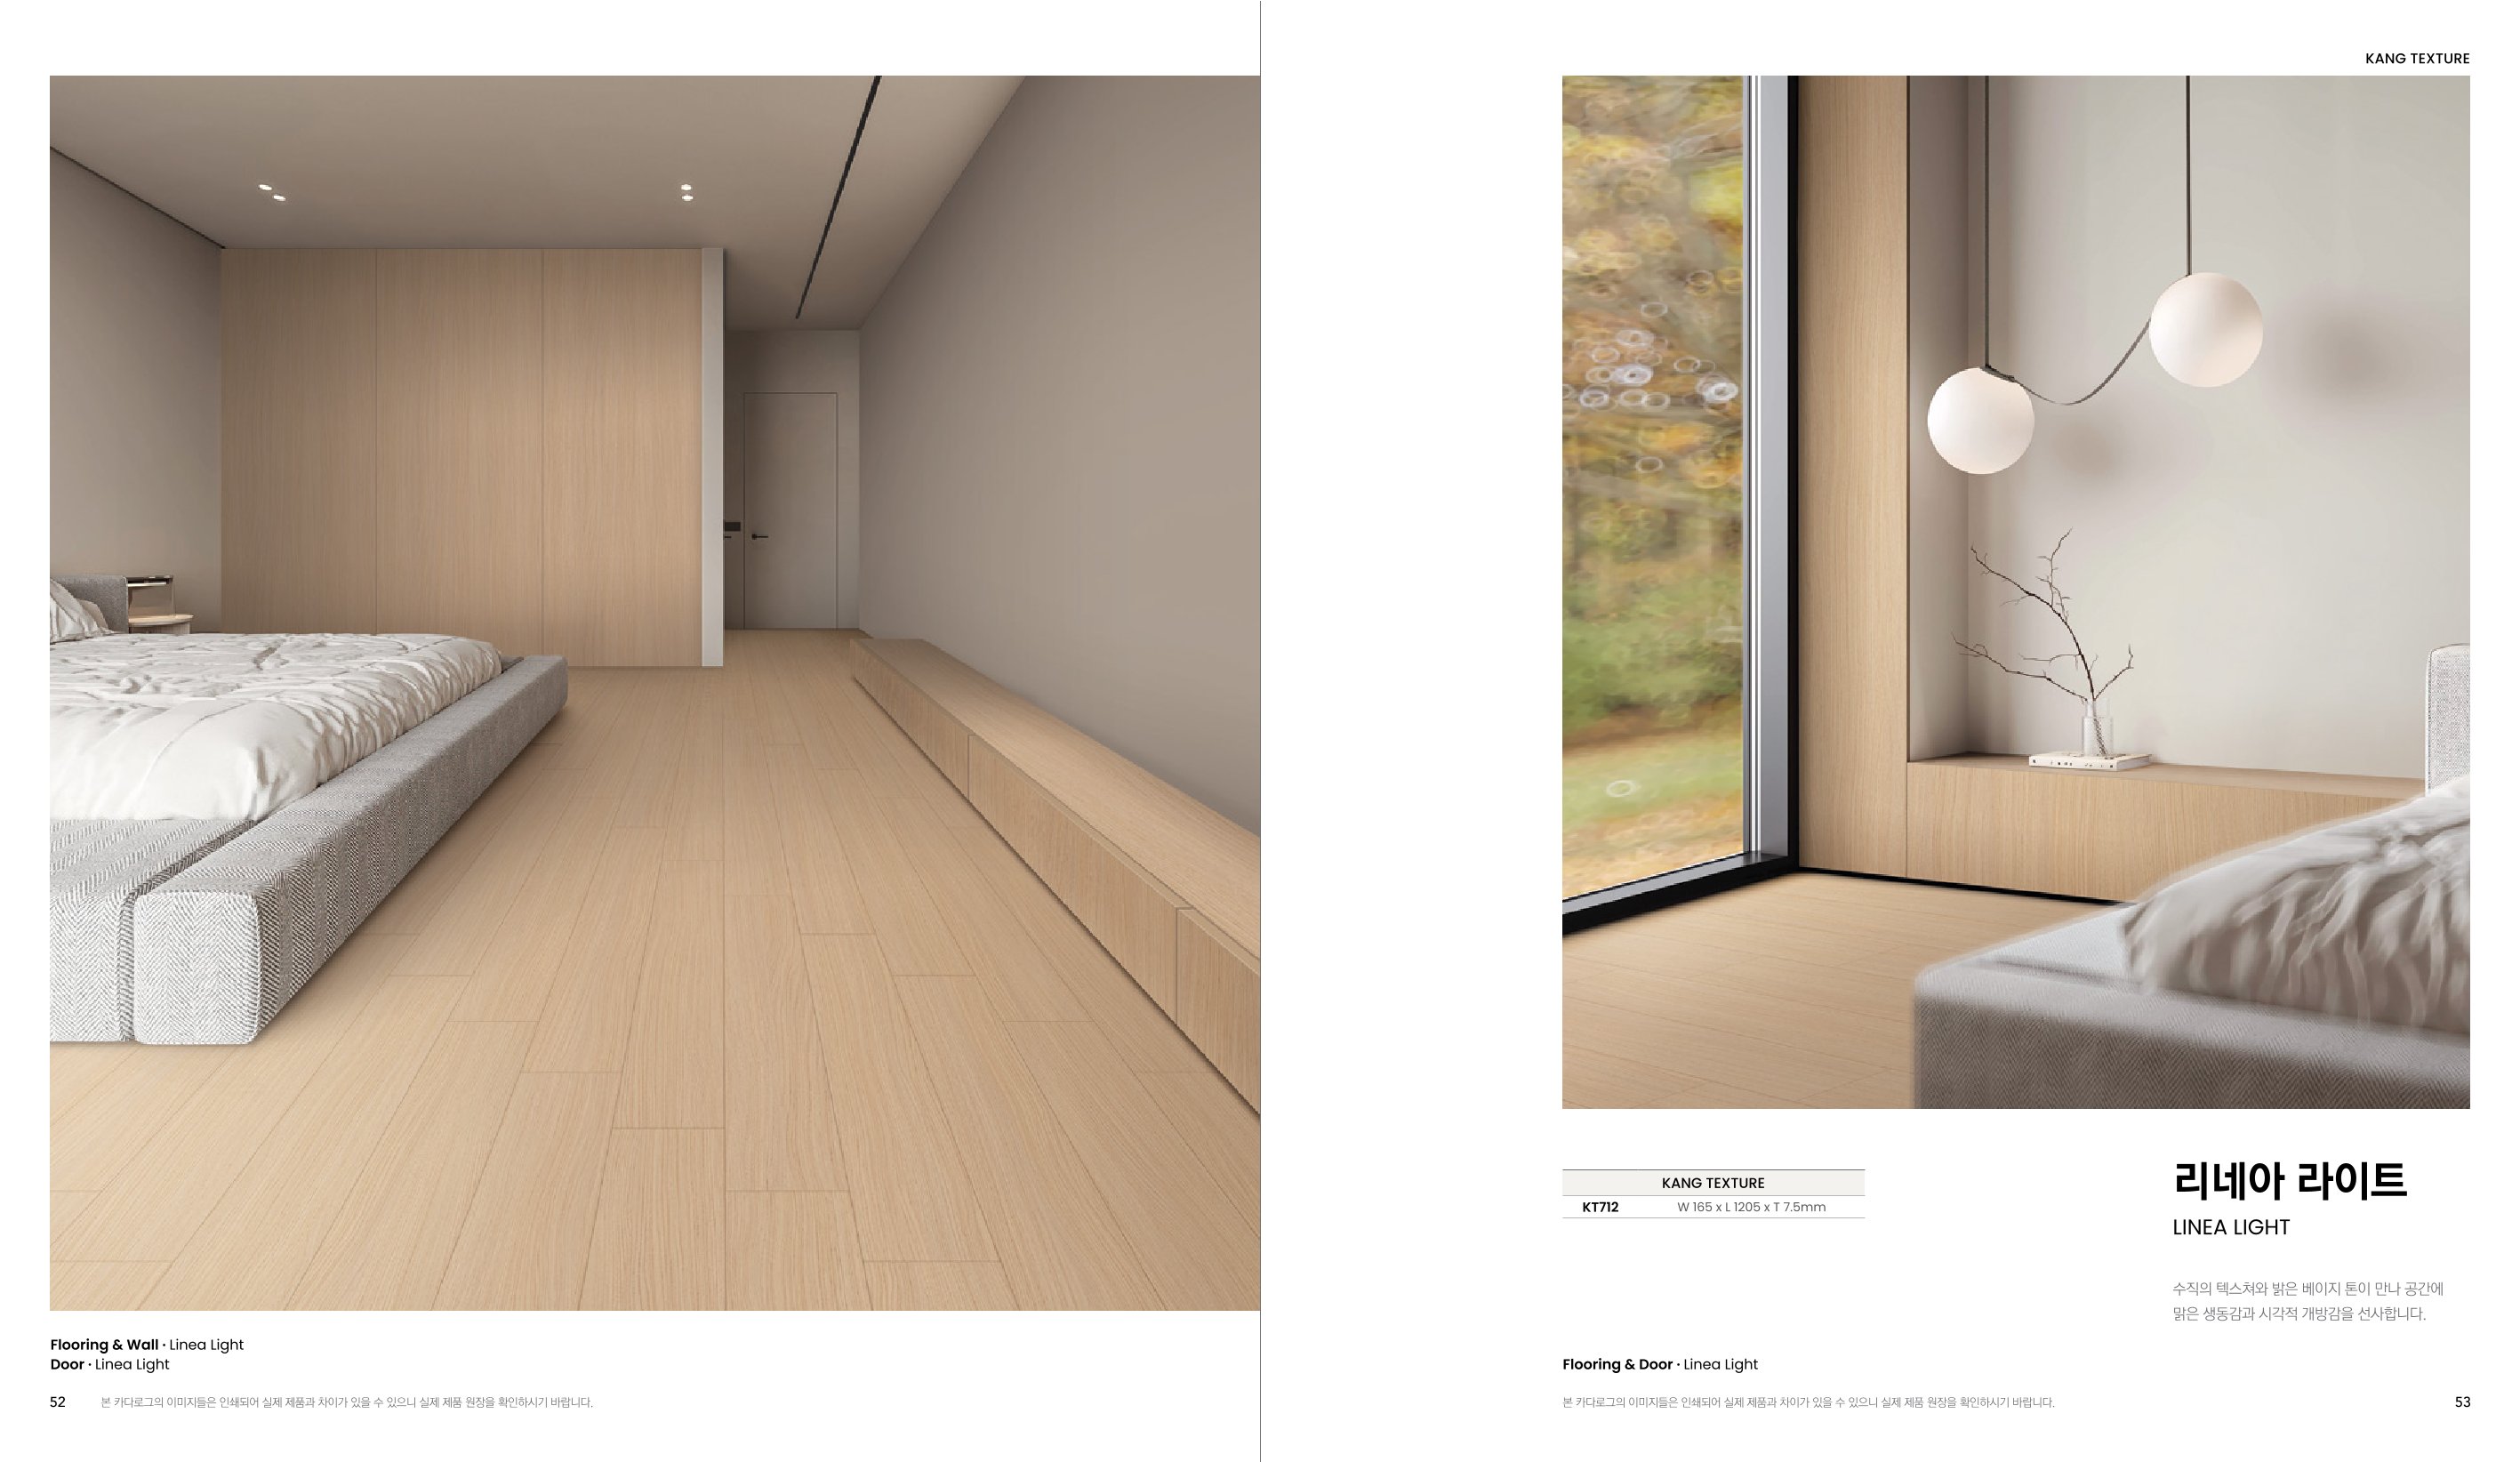 KANG TEXTURE
Flooring & Wall · Linea Light
Door · Linea Light
52
본 카다로그의 이미지들은 인쇄되어 실제 제품과 차이가 있을 수 있으니 실제 제품 원장을 확인하시기 바랍니다.
KANG TEXTURE
KT712 W 165 x L 1205 x T 7.5mm
리네아 라이트
LINEA LIGHT
수직의 텍스쳐와 밝은 베이지 톤이 만나 공간에
맑은 생동감과 시각적 개방감을 선사합니다.
Flooring & Door · Linea Light
본 카다로그의 이미지들은 인쇄되어 실제 제품과 차이가 있을 수 있으니 실제 제품 원장을 확인하시기 바랍니다.
53